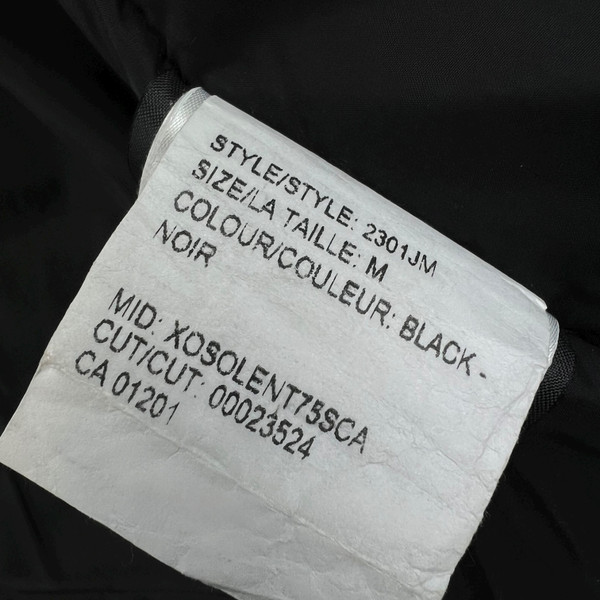 STYLE/STYLE: 2301JM
SIZE/LA TAILLE: M
COLOUR/COULEUR: BLACK -
NOIR
MID: XOSOLENT75SCA
CUT/CUT: 00023524
CA 01201